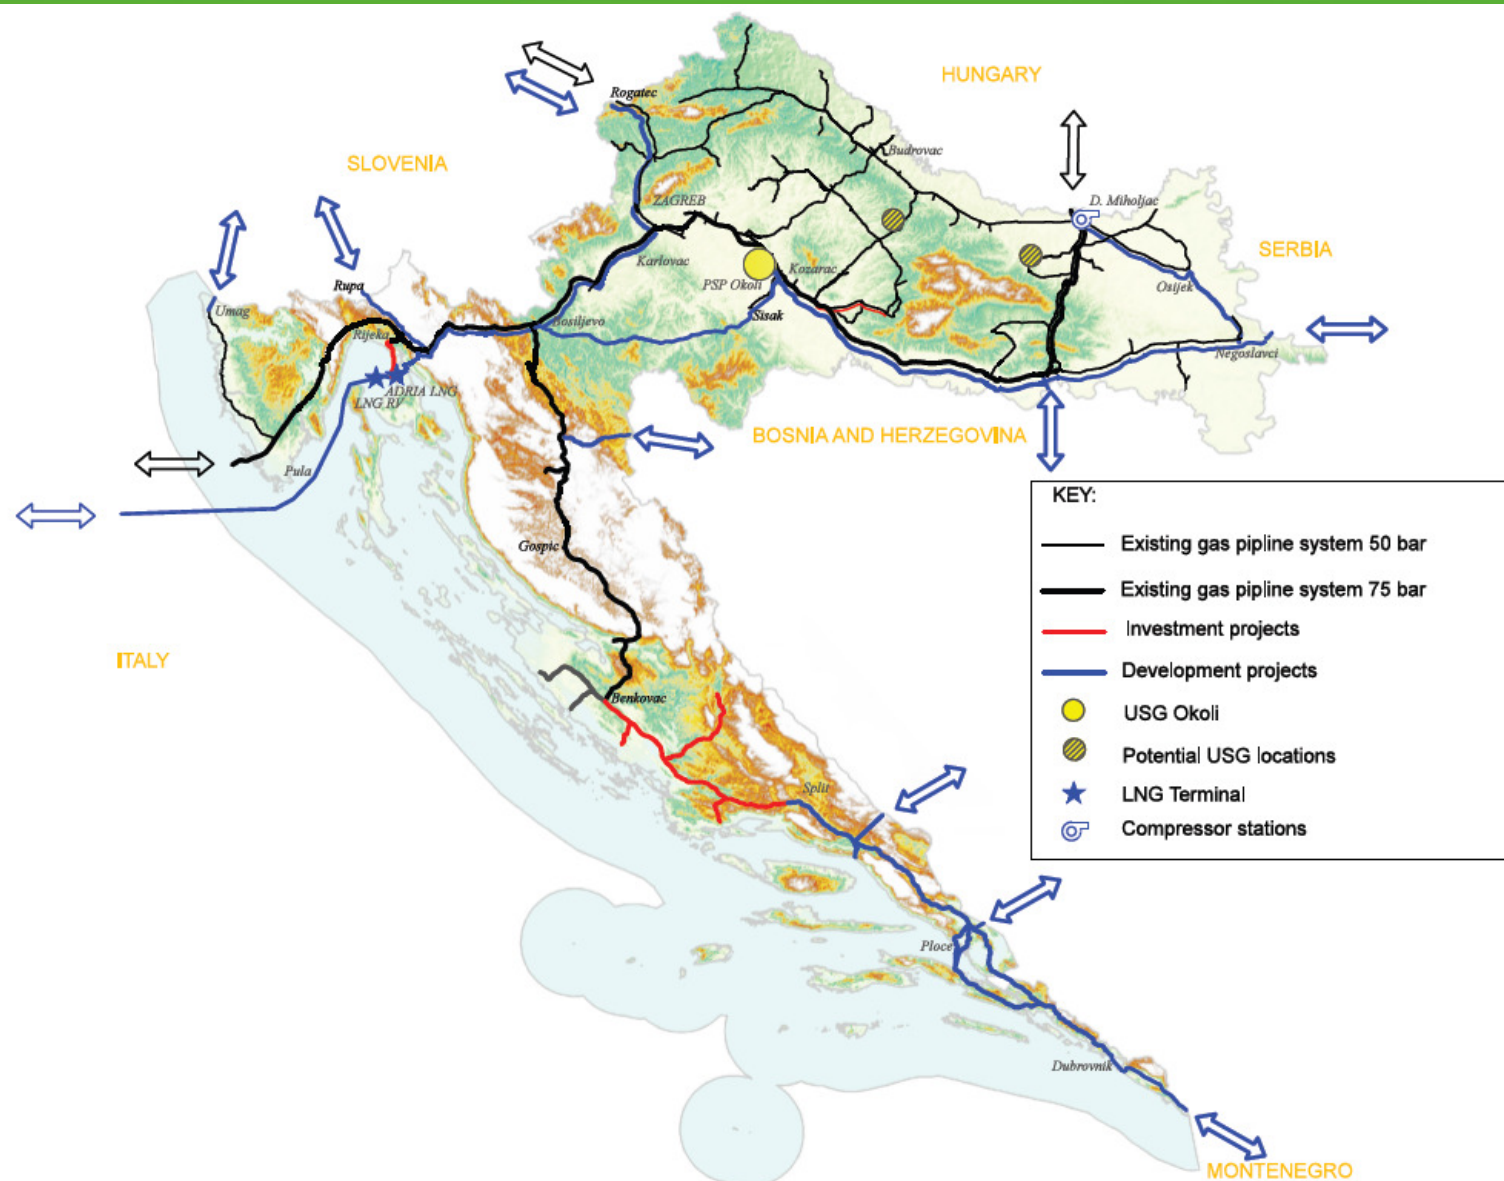 HUNGARY
Rogatec
SLOVENIA
Budrovac
ZAGREB
D. Miholjac
SERBIA
Karlovac
Kozarac
PSP Okoli
Osijek
Rupa
Umag
Sisak
Bosiljevo
Rijeka
Negoslavci
ADRIA LNG
LNG RV
BOSNIA AND HERZEGOVINA
Pula
KEY:
Existing gas pipline system 50 bar
Gospic
Existing gas pipline system 75 bar
Investment projects
ITALY
Development projects
Benkovac
USG Okoli
Potential USG locations
Split
LNG Terminal
Compressor stations
Ploce
Dubrovnik
MONTENEGRO